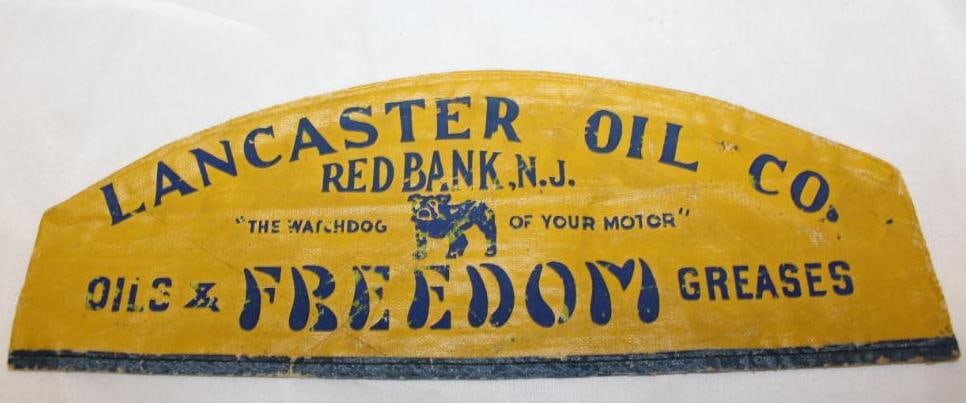 LANCASTER OIL CO.
RED BANK, N.J.
"THE WATCHDOG OF YOUR MOTOR"
OILS & FREEDOM GREASES